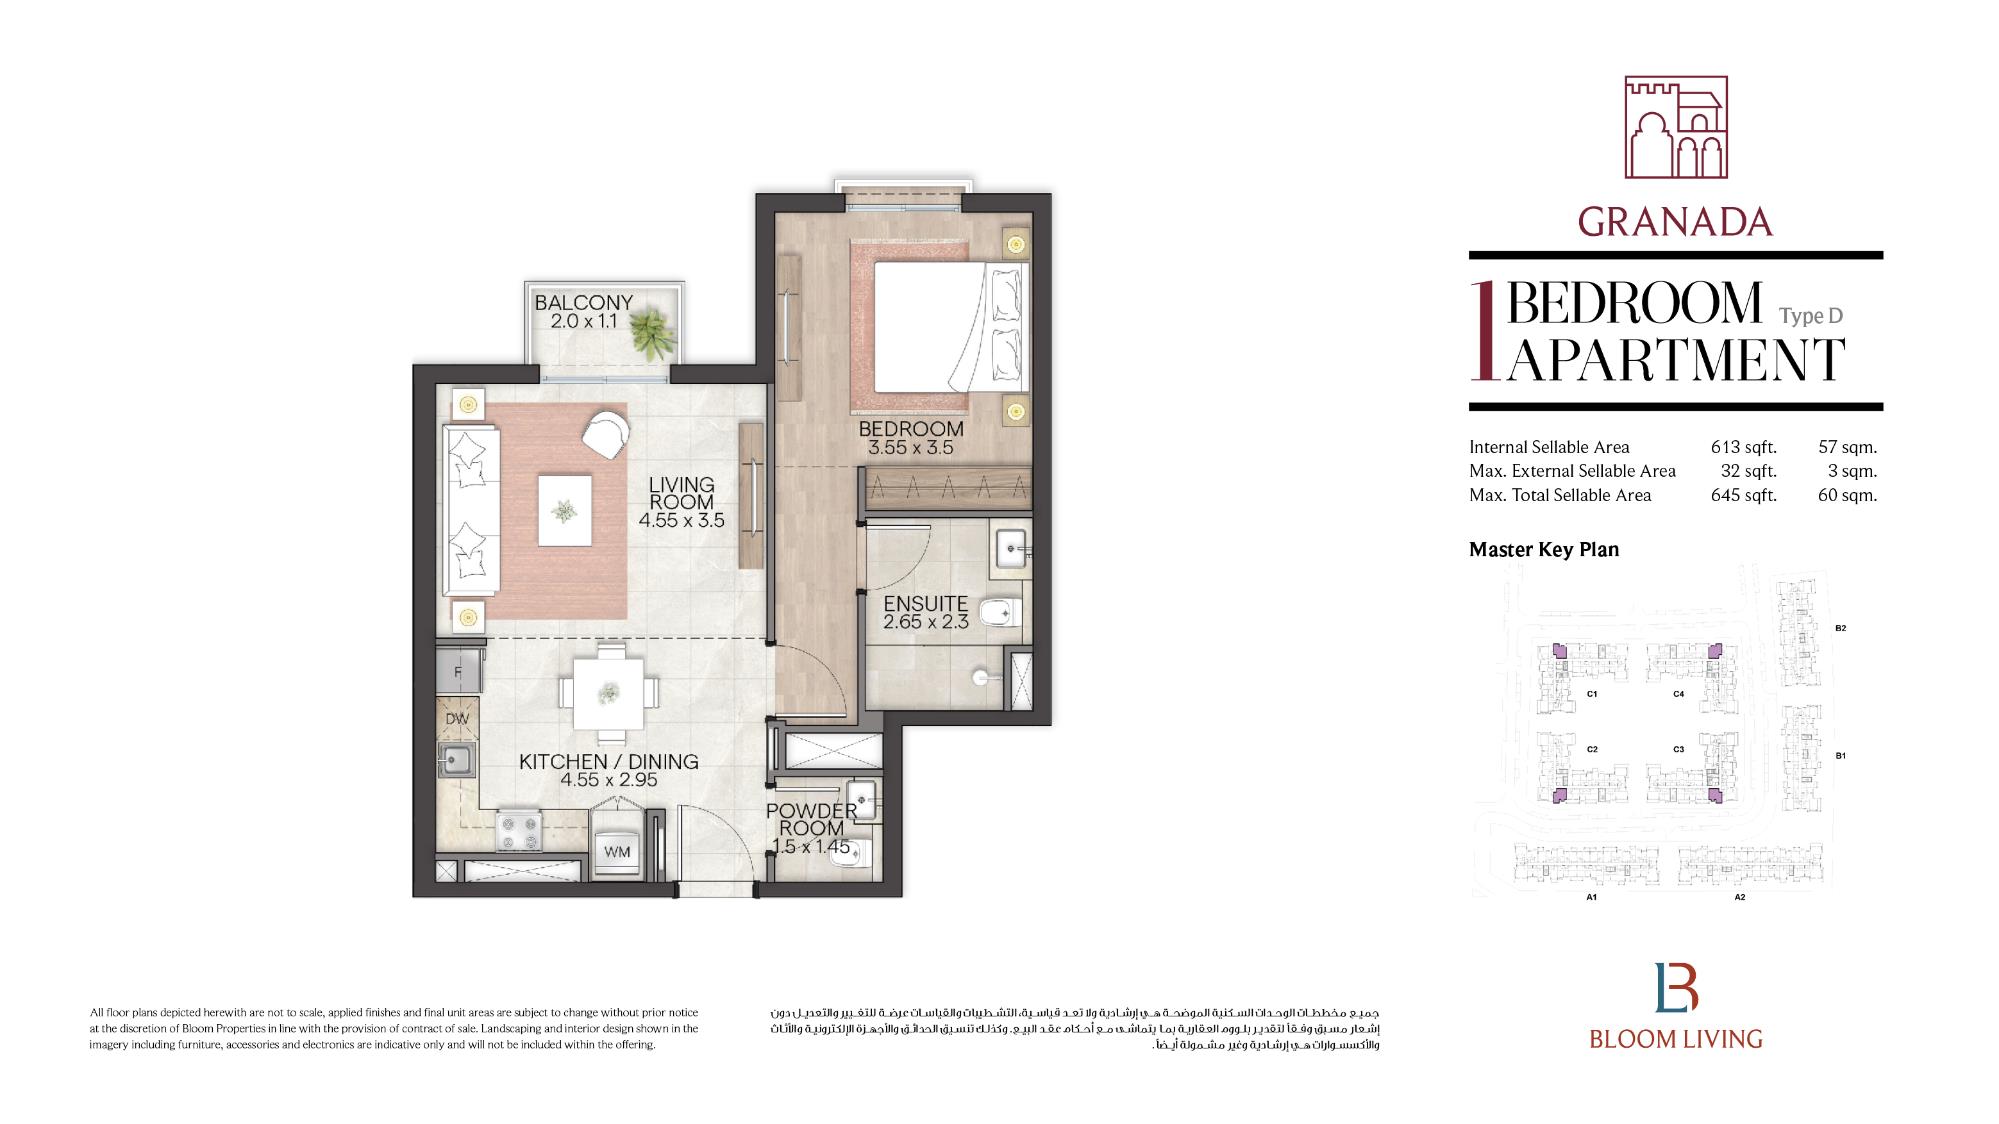 BALCONY
2.0 x 1.1
BEDROOM
3.55 x 3.5
LIVING
ROOM
4.55 x 3.5
ENSUITE
2.65 x 2.3
F
DW
KITCHEN / DINING
4.55 x 2.95
POWDER
ROOM
1.5 x 1.45
WM
GRANADA
1 BEDROOM Type D
APARTMENT
Internal Sellable Area 613 sqft. 57 sqm.
Max. External Sellable Area 32 sqft. 3 sqm.
Max. Total Sellable Area 645 sqft. 60 sqm.
Master Key Plan
B2
C1 C4
C2 C3
B1
A1 A2
All floor plans depicted herewith are not to scale, applied finishes and final unit areas are subject to change without prior notice
at the discretion of Bloom Properties in line with the provision of contract of sale. Landscaping and interior design shown in the
imagery including furniture, accessories and electronics are indicative only and will not be included within the offering.
جميع مخططات الوحدات السكنية الموضحة هي إرشادية ولا تعد قياسية، التشطيبات والقياسات عرضة للتغيير والتعديل دون
إشعار مسبق وفقاً لتقدير بلووم العقارية بما يتماشى مع أحكام عقد البيع. وكذلك تنسيق الحدائق والأجهزة الإلكترونية والأثاث
والأكسسوارات هي إرشادية وغير مشمولة أيضاً.
BLOOM LIVING